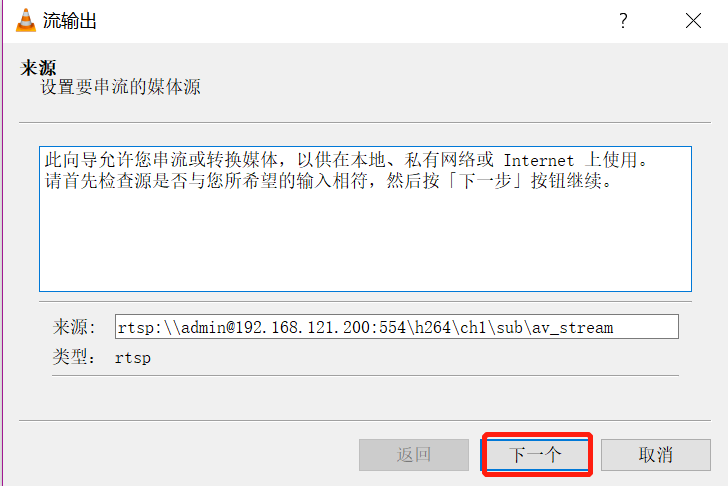 流输出
来源
设置要串流的媒体源
此向导允许您串流或转换媒体，以供在本地、私有网络或 Internet 上使用。
请首先检查源是否与您所希望的输入相符，然后按「下一步」按钮继续。
来源： rtsp:\\admin@192.168.121.200:554\h264\ch1\sub\av_stream
类型： rtsp
返回 下一个 取消